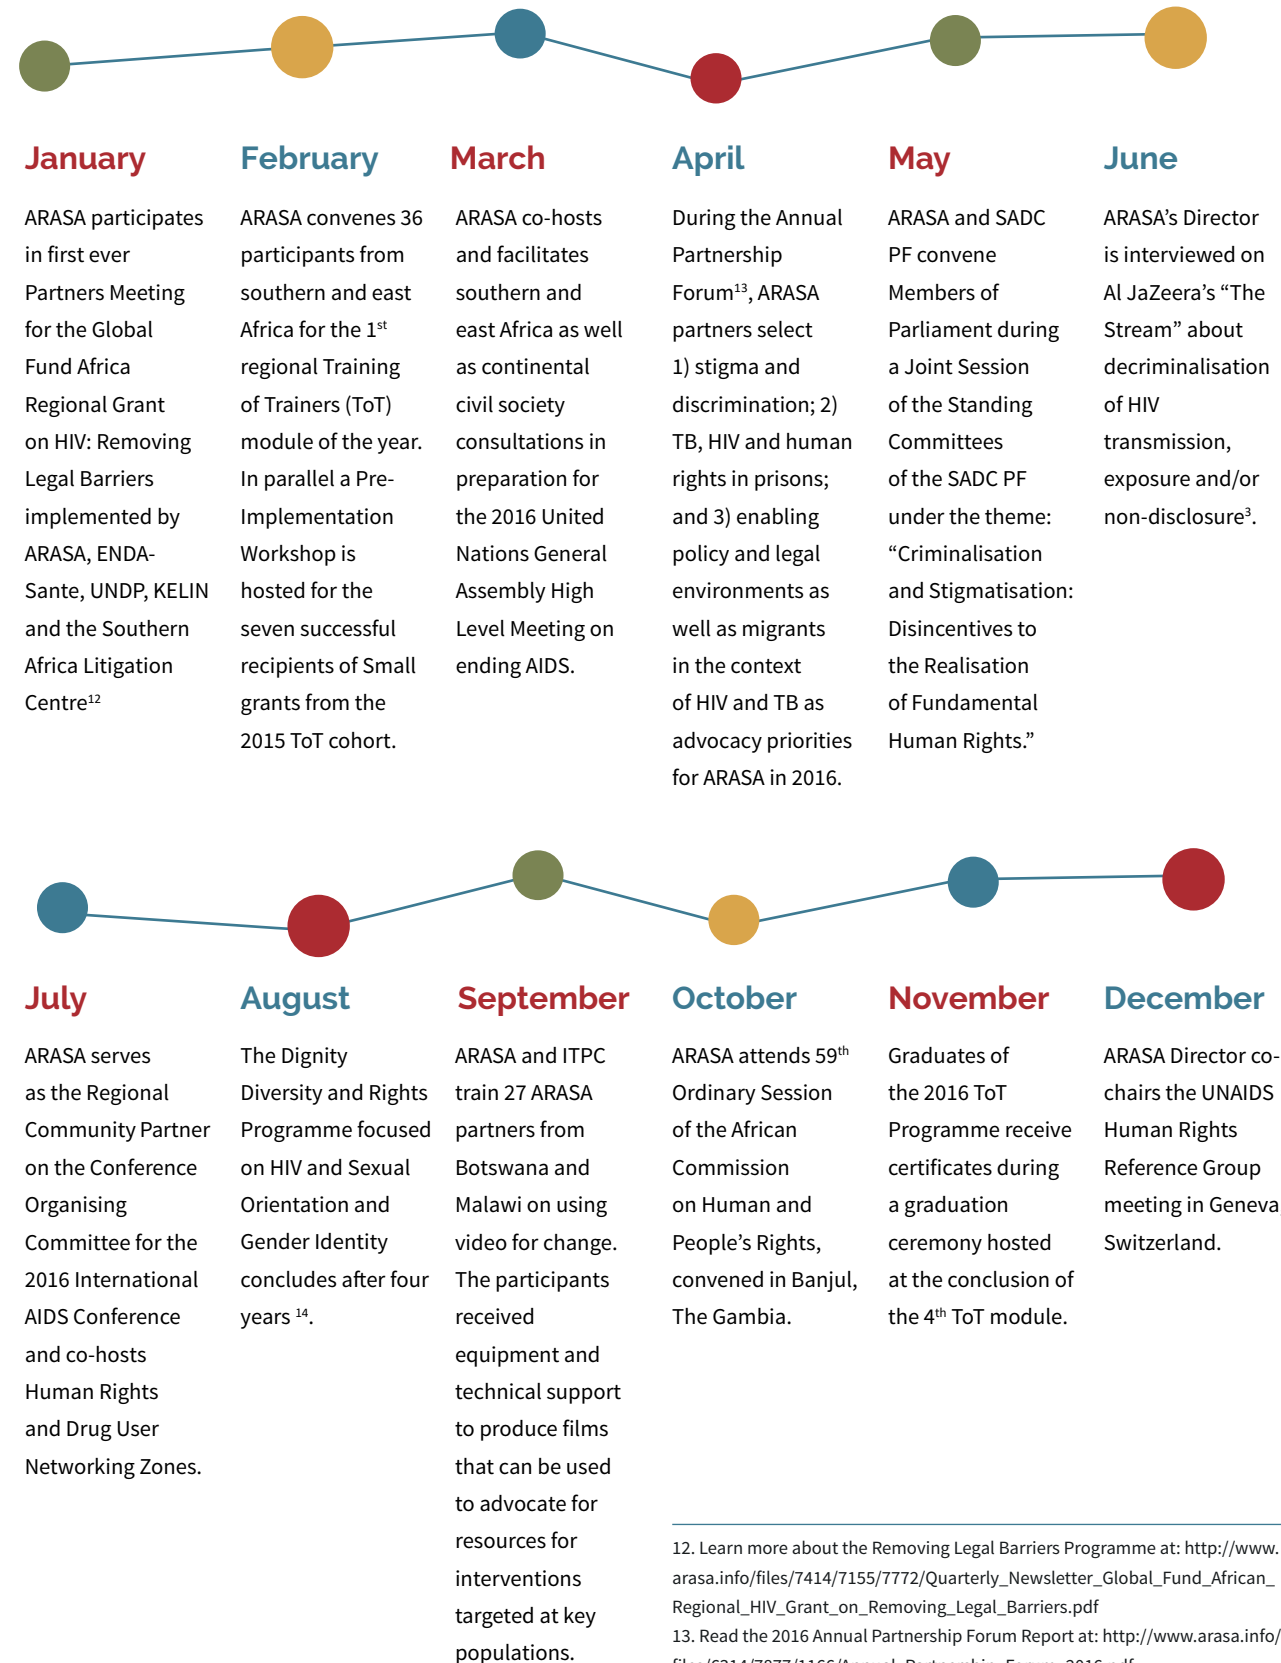 January
ARASA participates
in first ever
Partners Meeting
for the Global
Fund Africa
Regional Grant
on HIV: Removing
Legal Barriers
implemented by
ARASA, ENDA-
Sante, UNDP, KELIN
and the Southern
Africa Litigation
Centre12
February
ARASA convenes 36
participants from
southern and east
Africa for the 1st
regional Training
of Trainers (ToT)
module of the year.
In parallel a Pre-
Implementation
Workshop is
hosted for the
seven successful
recipients of Small
grants from the
2015 ToT cohort.
March
ARASA co-hosts
and facilitates
southern and
east Africa as well
as continental
civil society
consultations in
preparation for
the 2016 United
Nations General
Assembly High
Level Meeting on
ending AIDS.
April
During the Annual
Partnership
Forum13, ARASA
partners select
1) stigma and
discrimination; 2)
TB, HIV and human
rights in prisons;
and 3) enabling
policy and legal
environments as
well as migrants
in the context
of HIV and TB as
advocacy priorities
for ARASA in 2016.
May
ARASA and SADC
PF convene
Members of
Parliament during
a Joint Session
of the Standing
Committees
of the SADC PF
under the theme:
“Criminalisation
and Stigmatisation:
Disincentives to
the Realisation
of Fundamental
Human Rights.”
June
ARASA’s Director
is interviewed on
Al JaZeera’s “The
Stream” about
decriminalisation
of HIV
transmission,
exposure and/or
non-disclosure3.
July
ARASA serves
as the Regional
Community Partner
on the Conference
Organising
Committee for the
2016 International
AIDS Conference
and co-hosts
Human Rights
and Drug User
Networking Zones.
August
The Dignity
Diversity and Rights
Programme focused
on HIV and Sexual
Orientation and
Gender Identity
concludes after four
years 14.
September
ARASA and ITPC
train 27 ARASA
partners from
Botswana and
Malawi on using
video for change.
The participants
received
equipment and
technical support
to produce films
that can be used
to advocate for
resources for
interventions
targeted at key
populations.
October
ARASA attends 59th
Ordinary Session
of the African
Commission
on Human and
People’s Rights,
convened in Banjul,
The Gambia.
November
Graduates of
the 2016 ToT
Programme receive
certificates during
a graduation
ceremony hosted
at the conclusion of
the 4th ToT module.
December
ARASA Director co-
chairs the UNAIDS
Human Rights
Reference Group
meeting in Geneva,
Switzerland.
12. Learn more about the Removing Legal Barriers Programme at: http://www.
arasa.info/files/7414/7155/7772/Quarterly_Newsletter_Global_Fund_African_
Regional_HIV_Grant_on_Removing_Legal_Barriers.pdf
13. Read the 2016 Annual Partnership Forum Report at: http://www.arasa.info/